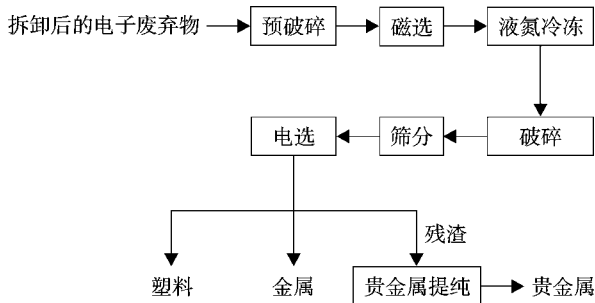 拆卸后的电子废弃物
预破碎
磁选
液氮冷冻
电选
筛分
破碎
残渣
塑料
金属
贵金属提纯
贵金属